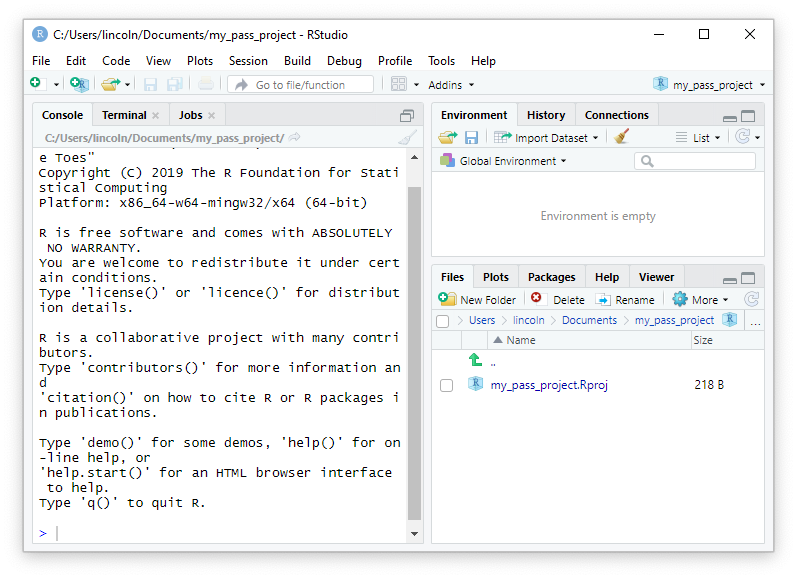 C:/Users/lincoln/Documents/my_pass_project - RStudio
File Edit Code View Plots Session Build Debug Profile Tools Help
Go to file/function Addins my_pass_project
Console Terminal Jobs
C:/Users/lincoln/Documents/my_pass_project/
e Toes"
Copyright (C) 2019 The R Foundation for Stati
stical Computing
Platform: x86_64-w64-mingw32/x64 (64-bit)
R is free software and comes with ABSOLUTELY
NO WARRANTY.
You are welcome to redistribute it under cert
ain conditions.
Type 'license()' or 'licence()' for distribut
ion details.
R is a collaborative project with many contri
butors.
Type 'contributors()' for more information an
d
'citation()' on how to cite R or R packages i
n publications.
Type 'demo()' for some demos, 'help()' for on
-line help, or
'help.start()' for an HTML browser interface
to help.
Type 'q()' to quit R.
>
Environment History Connections
Import Dataset List
Global Environment
Environment is empty
Files Plots Packages Help Viewer
New Folder Delete Rename More
Users lincoln Documents my_pass_project ...
Name Size
..
my_pass_project.Rproj 218 B